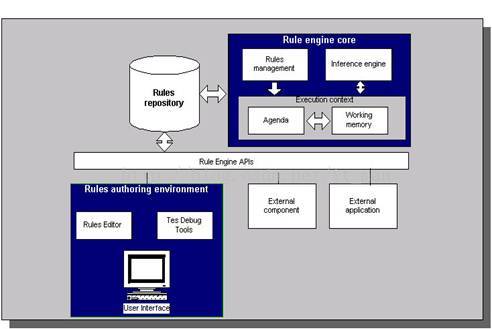 Rule engine core
Rules
management
Inference engine
Rules
repository
Execution context
Agenda
Working
memory
Rule Engine APIs
Rules authoring environment
Rules Editor
Tes Debug
Tools
User Interface
External
component
External
application